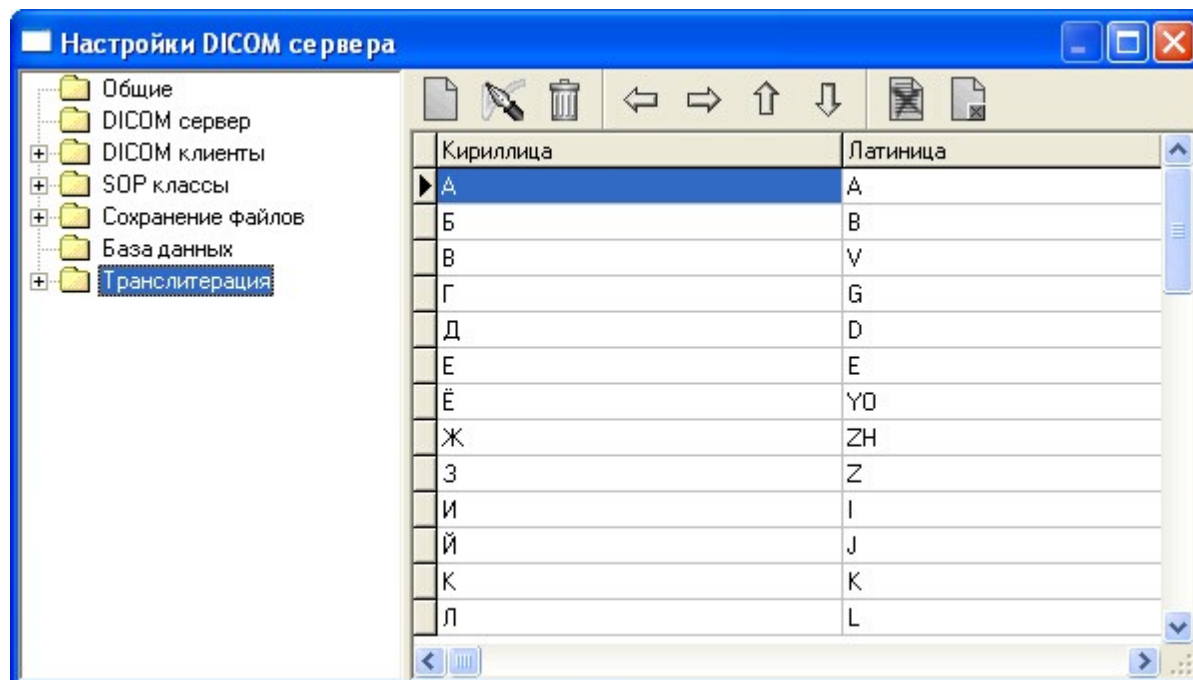 Настройки DICOM сервера
Общие
DICOM сервер
DICOM клиенты
SOP классы
Сохранение файлов
База данных
Транслитерация
Кириллица Латиница
А A
Б B
В V
Г G
Д D
Е E
Ё YO
Ж ZH
З Z
И I
Й J
К K
Л L